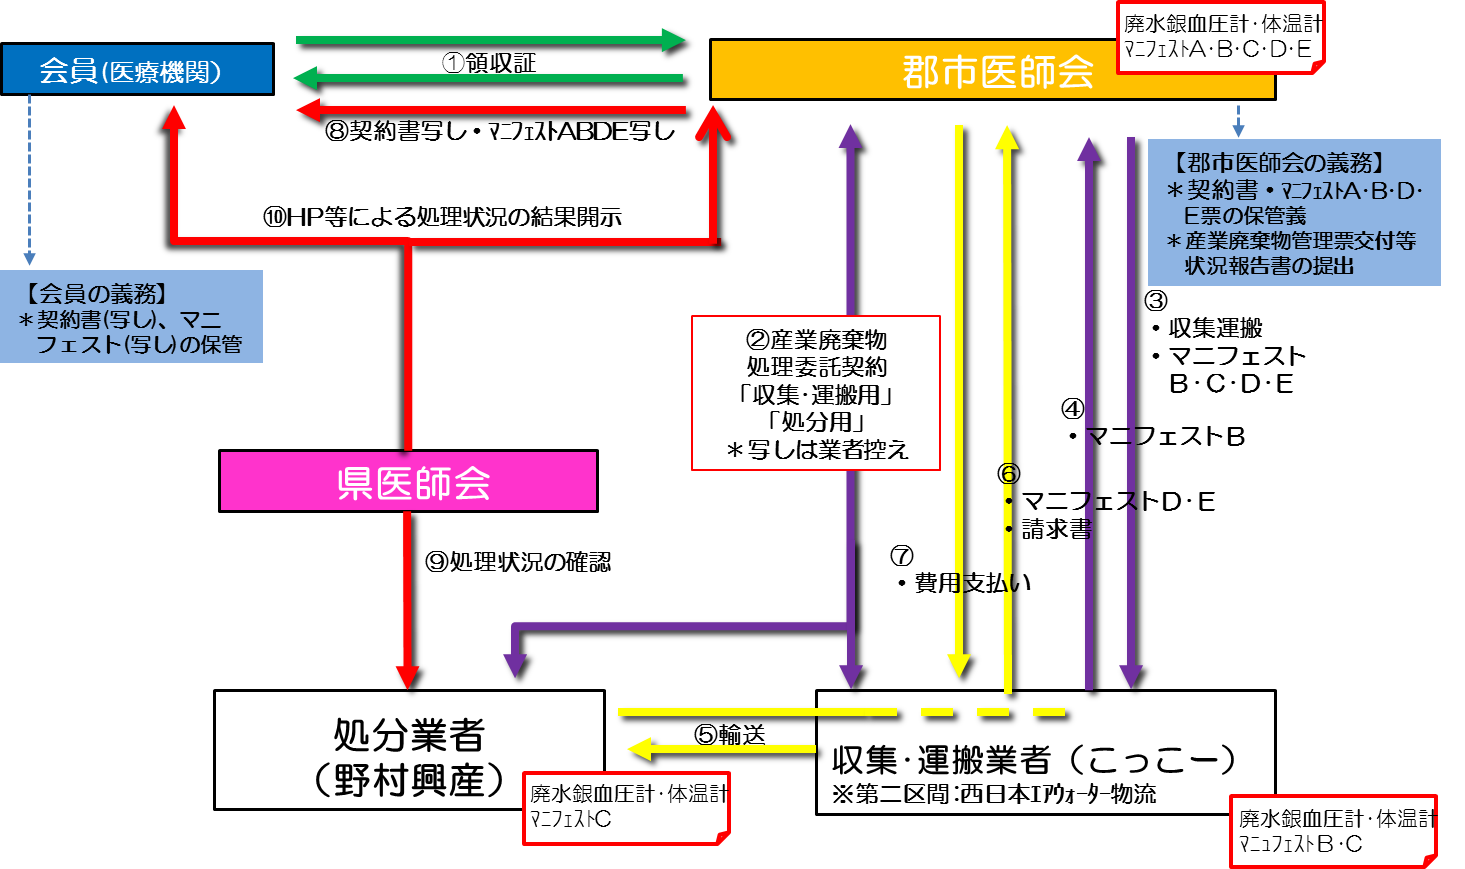 廃水銀血圧計･体温計
ﾏﾆﾌｪｽﾄA･B･C･D･E
会員(医療機関)
①領収証
郡市医師会
⑧契約書写し・ﾏﾆﾌｪｽﾄABDE写し
【郡市医師会の義務】
＊契約書・ﾏﾆﾌｪｽﾄA･B･D･
E票の保管義
＊産業廃棄物管理票交付等
状況報告書の提出
⑩HP等による処理状況の結果開示
【会員の義務】
＊契約書(写し)、マニ
フェスト(写し)の保管
②産業廃棄物
処理委託契約
「収集･運搬用」
「処分用」
＊写しは業者控え
③
・収集運搬
・マニフェスト
B･C･D･E
④
・マニフェストB
⑥
・マニフェストD･E
・請求書
県医師会
⑨処理状況の確認
⑦
・費用支払い
処分業者
（野村興産）
⑤輸送
収集･運搬業者（こっこー）
※第二区間：西日本ｴｱｳｫｰﾀｰ物流
廃水銀血圧計･体温計
ﾏﾆﾌｪｽﾄC
廃水銀血圧計･体温計
ﾏﾆｭﾌｪｽﾄB･C